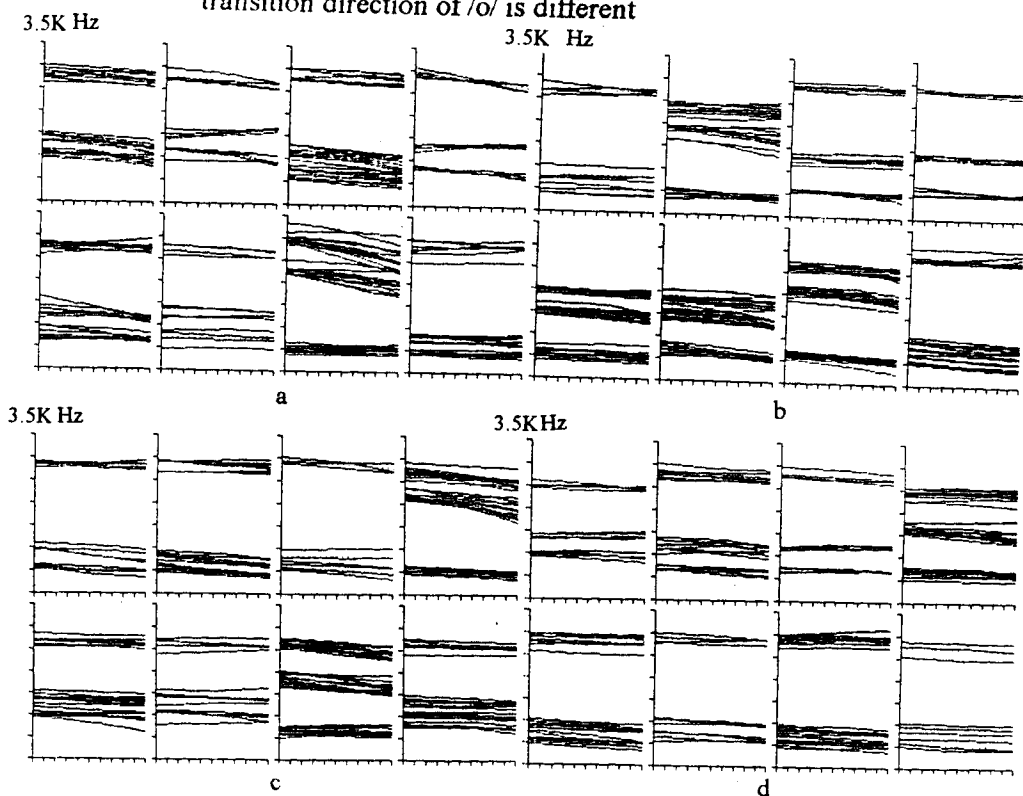 transition direction of /o/ is different
3.5K Hz
3.5K Hz
a
b
3.5K Hz
3.5KHz
c
d